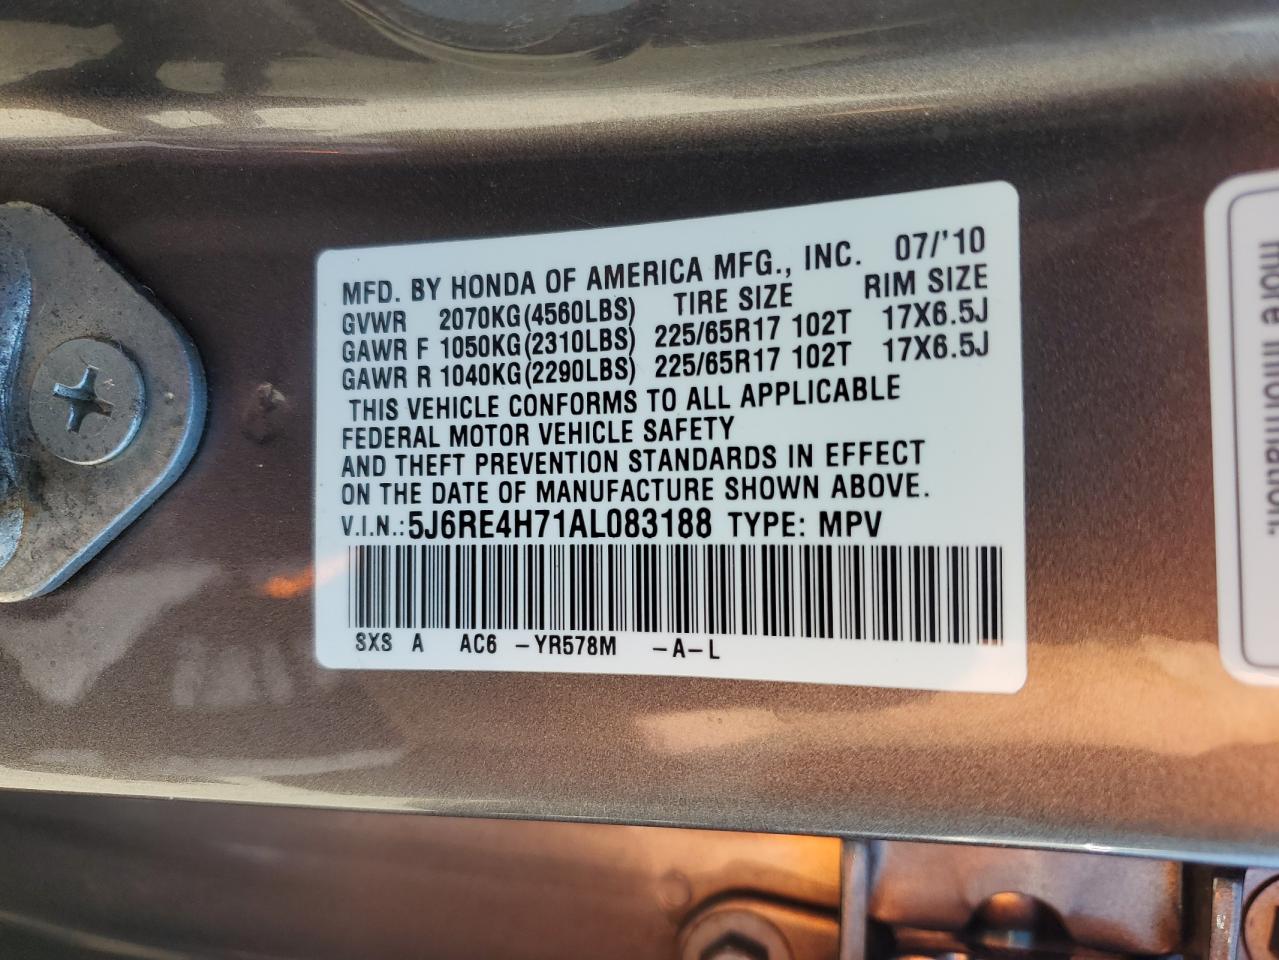 MFD. BY HONDA OF AMERICA MFG., INC. 07/'10
GVWR 2070KG(4560LBS) TIRE SIZE RIM SIZE
GAWR F 1050KG(2310LBS) 225/65R17 102T 17X6.5J
GAWR R 1040KG(2290LBS) 225/65R17 102T 17X6.5J
THIS VEHICLE CONFORMS TO ALL APPLICABLE
FEDERAL MOTOR VEHICLE SAFETY
AND THEFT PREVENTION STANDARDS IN EFFECT
ON THE DATE OF MANUFACTURE SHOWN ABOVE.
V.I.N.:5J6RE4H71AL083188 TYPE: MPV
SXS A AC6 -YR578M -A-L
more information.